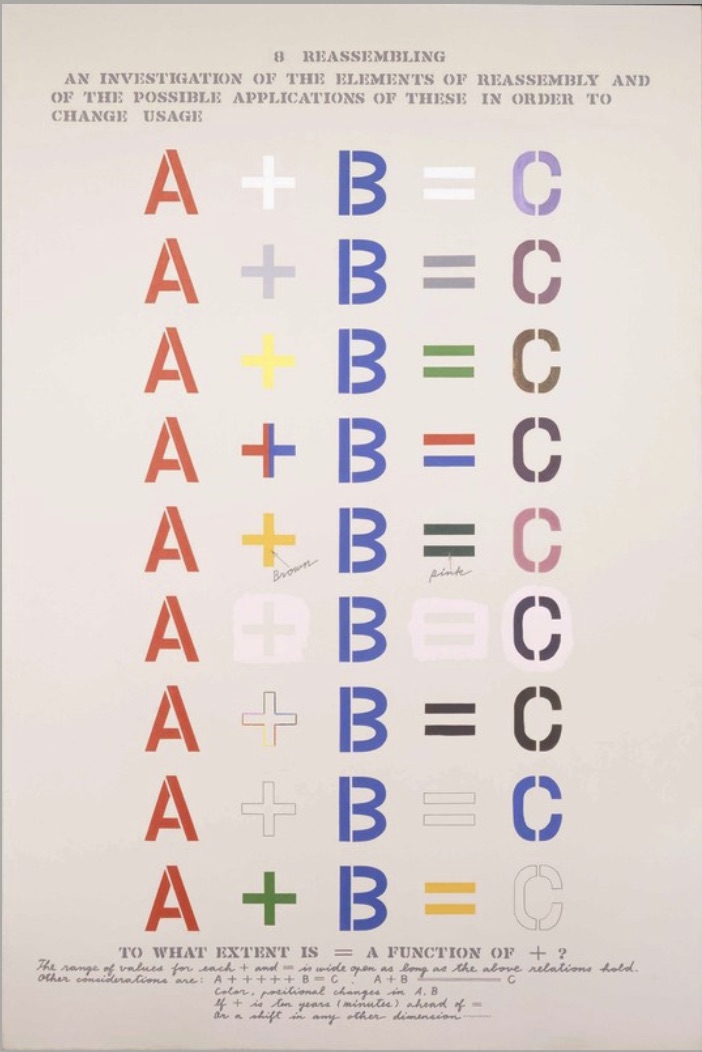 8 REASSEMBLING
AN INVESTIGATION OF THE ELEMENTS OF REASSEMBLY AND
OF THE POSSIBLE APPLICATIONS OF THESE IN ORDER TO
CHANGE USAGE
A + B = C
A + B = C
A + B = C
A + B = C
A + B = C
Brown pink
A + B = C
A + B = C
A + B = C
A + B = C
TO WHAT EXTENT IS = A FUNCTION OF + ?
The range of values for each + and = is wide open as long as the above relations hold.
Other considerations are: A + + + + B = C . A + B ═ C
Color, positional changes in A, B
If + is ten years (minutes) ahead of =
Or a shift in any other dimension